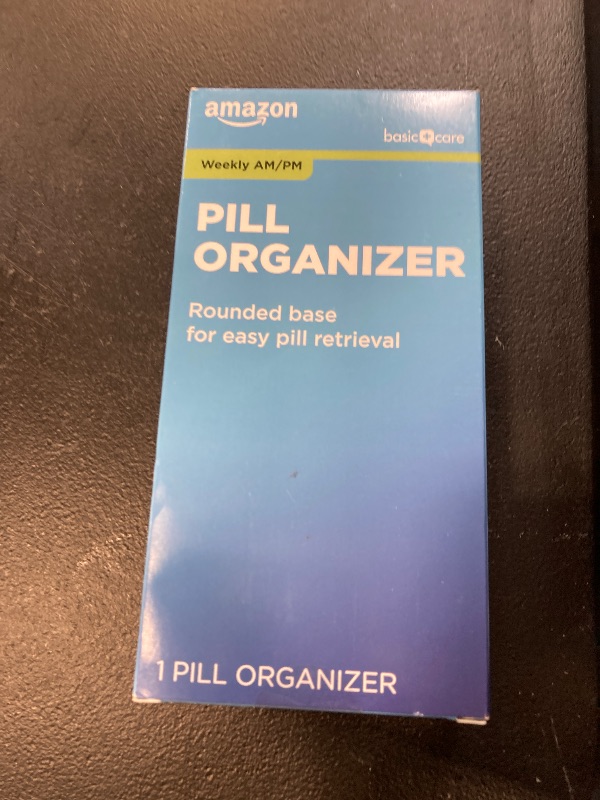 amazon
basic care
Weekly AM/PM
PILL
ORGANIZER
Rounded base
for easy pill retrieval
1 PILL ORGANIZER